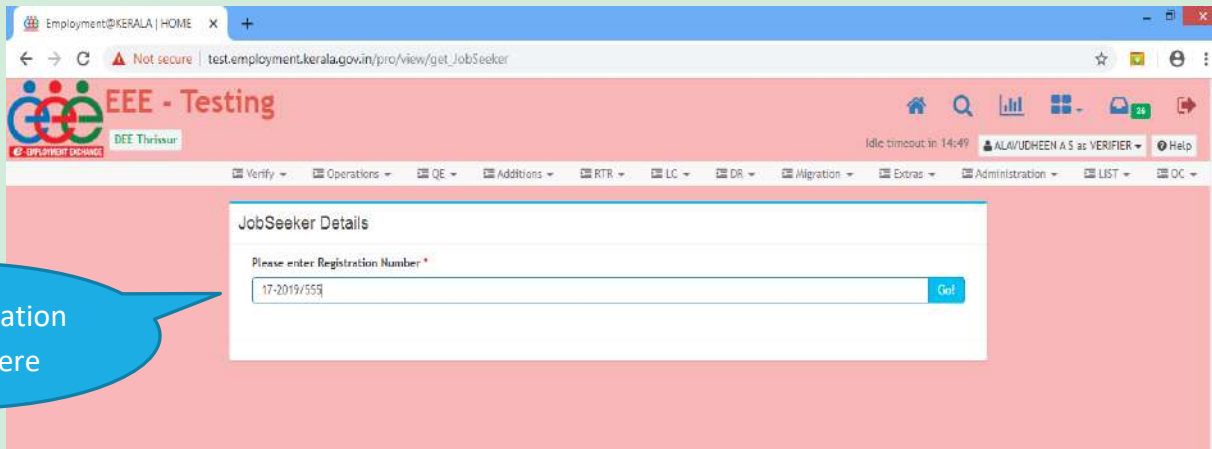 Employment@KERALA | HOME
Not secure | test.employment.kerala.gov.in/pro/view/get_JobSeeker
EEE - Testing
DEE Thrissur
e-EMPLOYMENT EXCHANGE
26
Idle timeout in 14:49 ALAVUDHEEN A S as VERIFIER Help
Verify Operations QE Additions RTR LC DR Migration Extras Administration LIST OC
JobSeeker Details
Please enter Registration Number *
17-2019/555
Go!
ation
ere